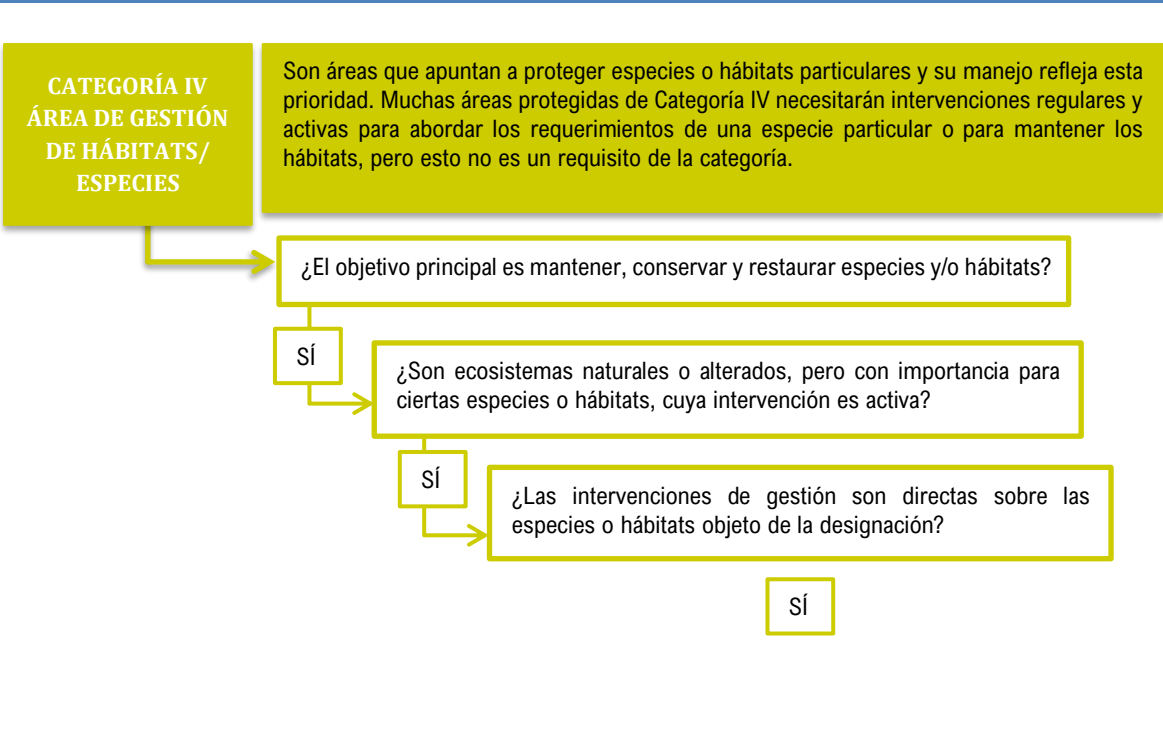 CATEGORÍA IV
ÁREA DE GESTIÓN
DE HÁBITATS/
ESPECIES
Son áreas que apuntan a proteger especies o hábitats particulares y su manejo refleja esta
prioridad. Muchas áreas protegidas de Categoría IV necesitarán intervenciones regulares y
activas para abordar los requerimientos de una especie particular o para mantener los
hábitats, pero esto no es un requisito de la categoría.
¿El objetivo principal es mantener, conservar y restaurar especies y/o hábitats?
SÍ
¿Son ecosistemas naturales o alterados, pero con importancia para
ciertas especies o hábitats, cuya intervención es activa?
SÍ
¿Las intervenciones de gestión son directas sobre las
especies o hábitats objeto de la designación?
SÍ